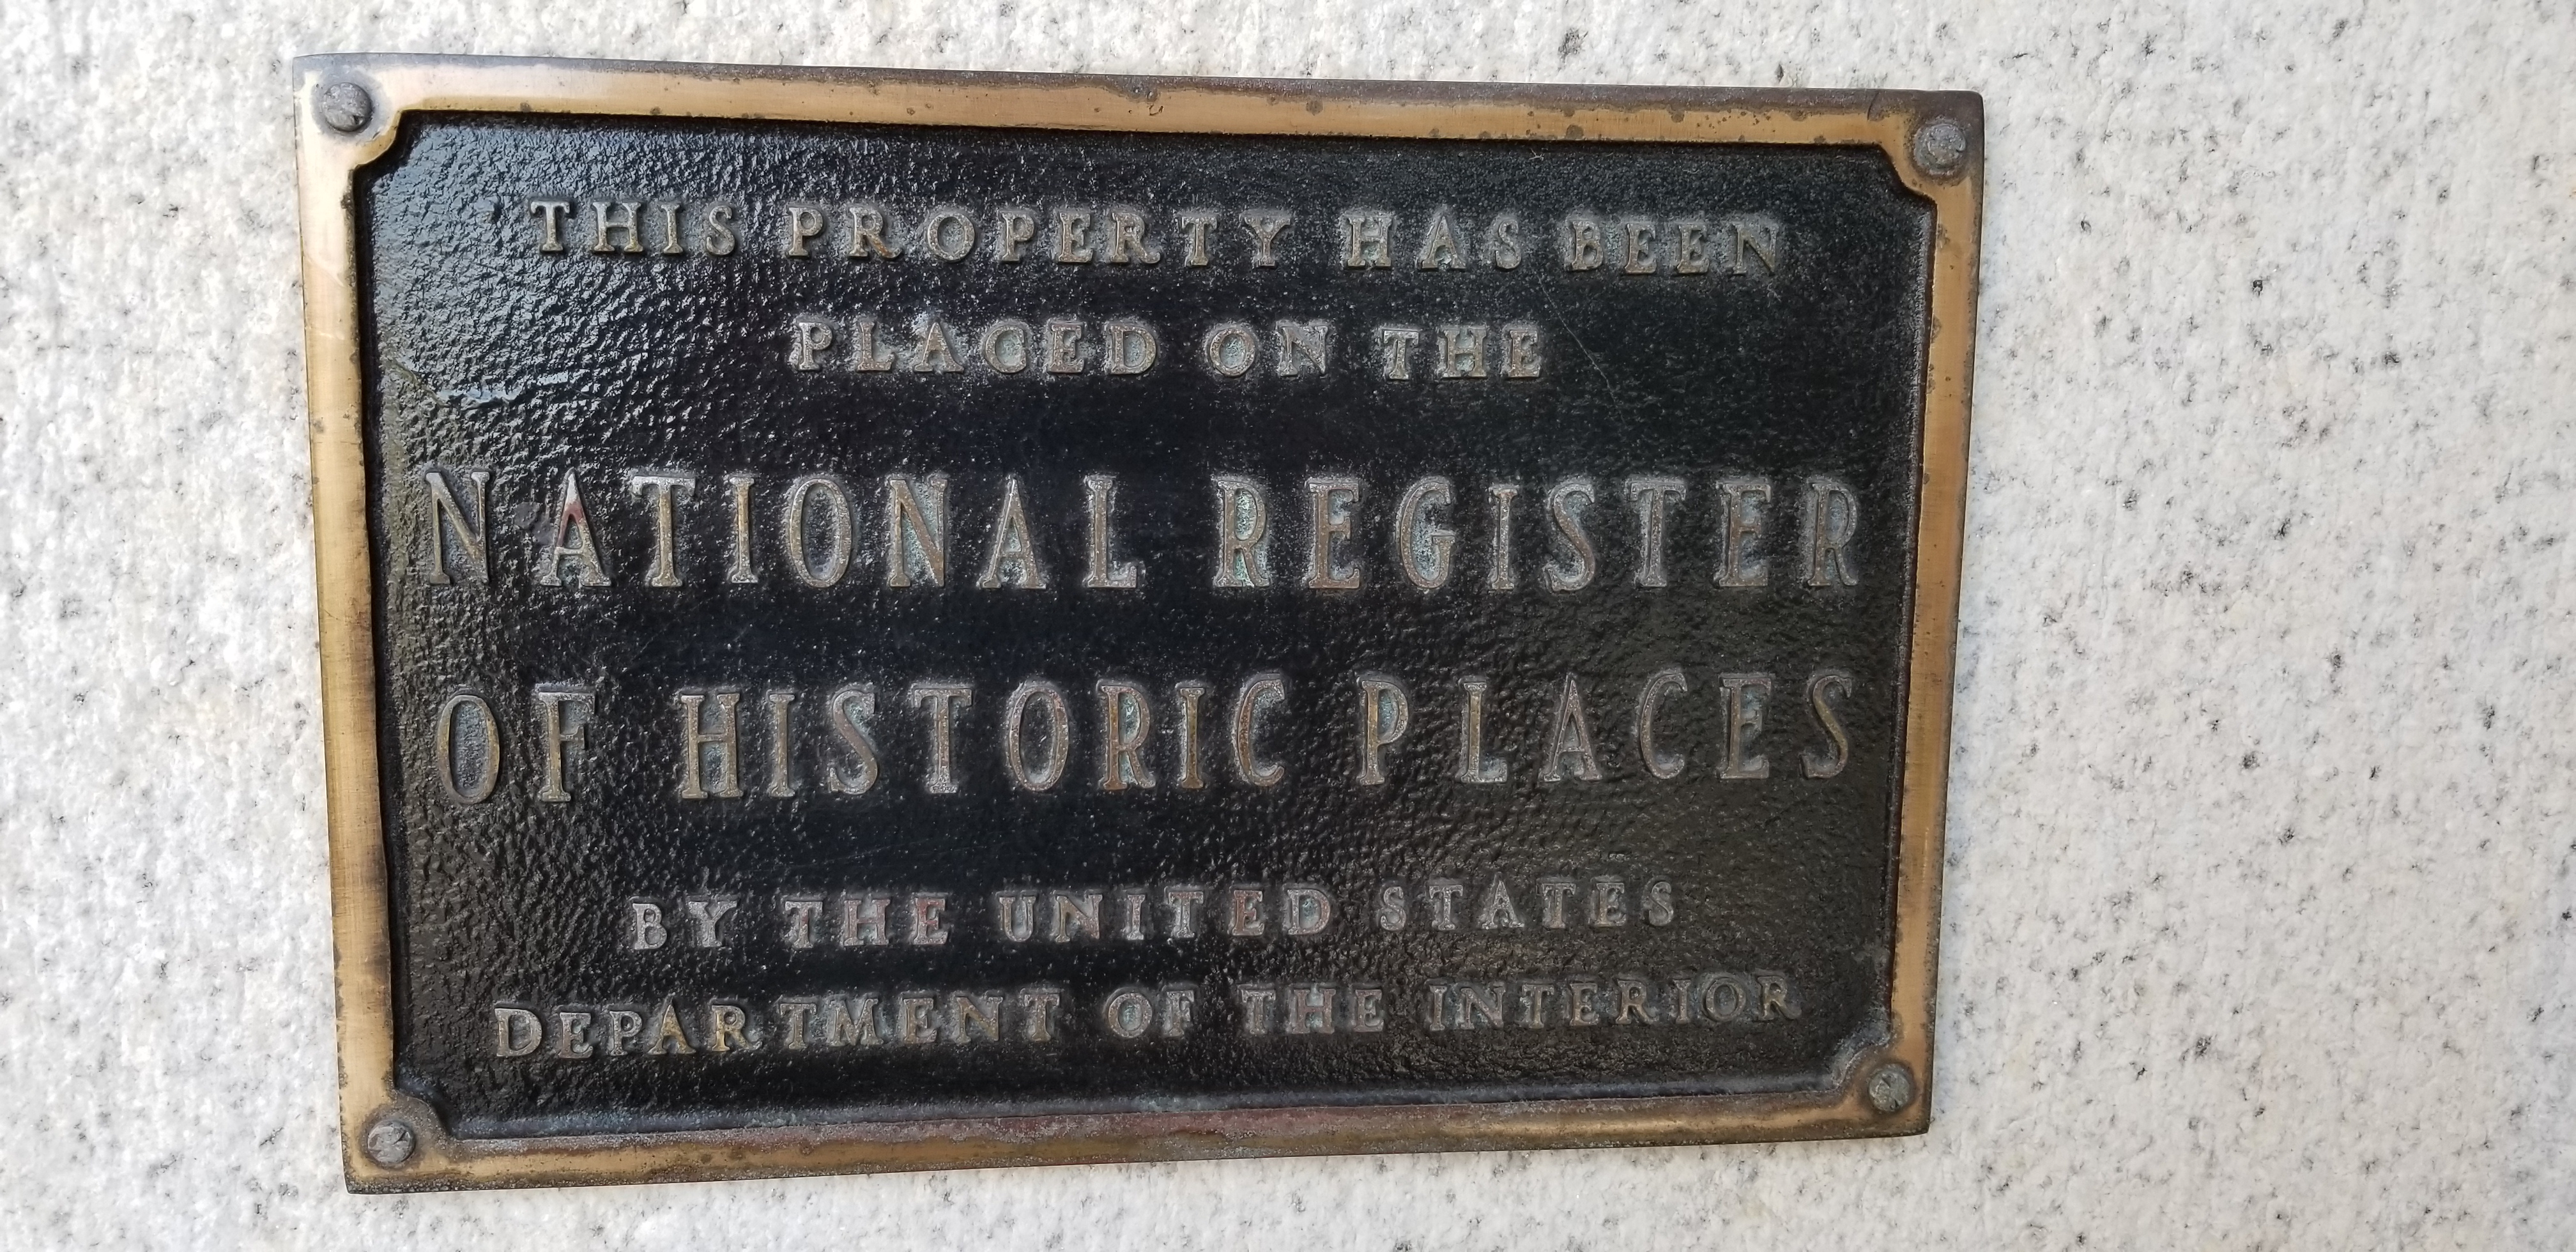 THIS PROPERTY HAS BEEN
PLACED ON THE
NATIONAL REGISTER
OF HISTORIC PLACES
BY THE UNITED STATES
DEPARTMENT OF THE INTERIOR